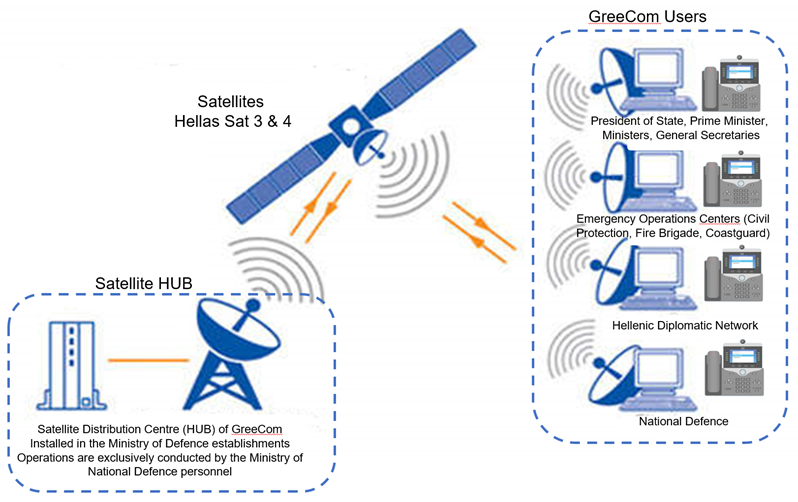 GreeCom Users
Satellites
Hellas Sat 3 & 4
President of State, Prime Minister,
Ministers, General Secretaries
Emergency Operations Centers (Civil
Protection, Fire Brigade, Coastguard)
Hellenic Diplomatic Network
National Defence
Satellite HUB
Satellite Distribution Centre (HUB) of GreeCom
Installed in the Ministry of Defence establishments
Operations are exclusively conducted by the Ministry of
National Defence personnel